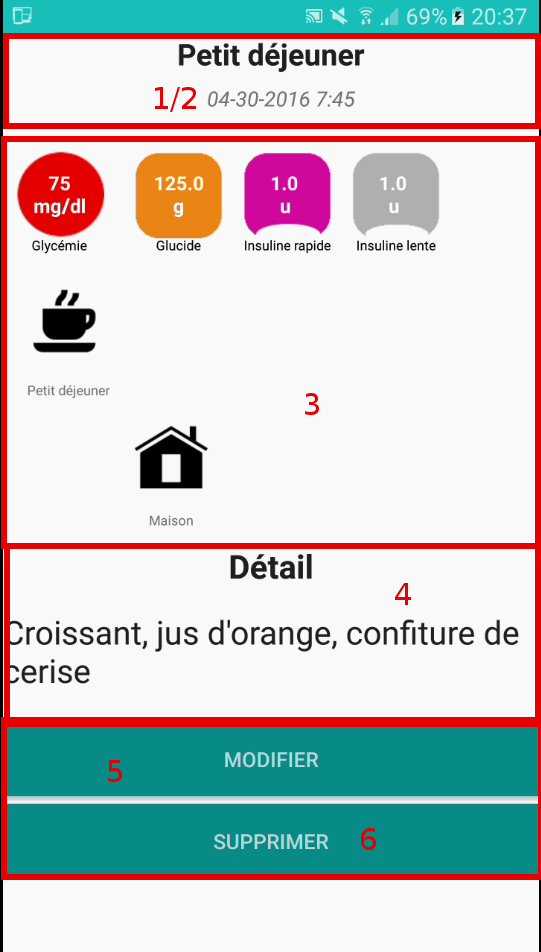 69% 20:37
Petit déjeuner
1/2 04-30-2016 7:45
75 mg/dl
125.0 g
1.0 u
1.0 u
Glycémie Glucide Insuline rapide Insuline lente
Petit déjeuner
3
Maison
Détail
4
Croissant, jus d'orange, confiture de
cerise
MODIFIER
5
SUPPRIMER 6